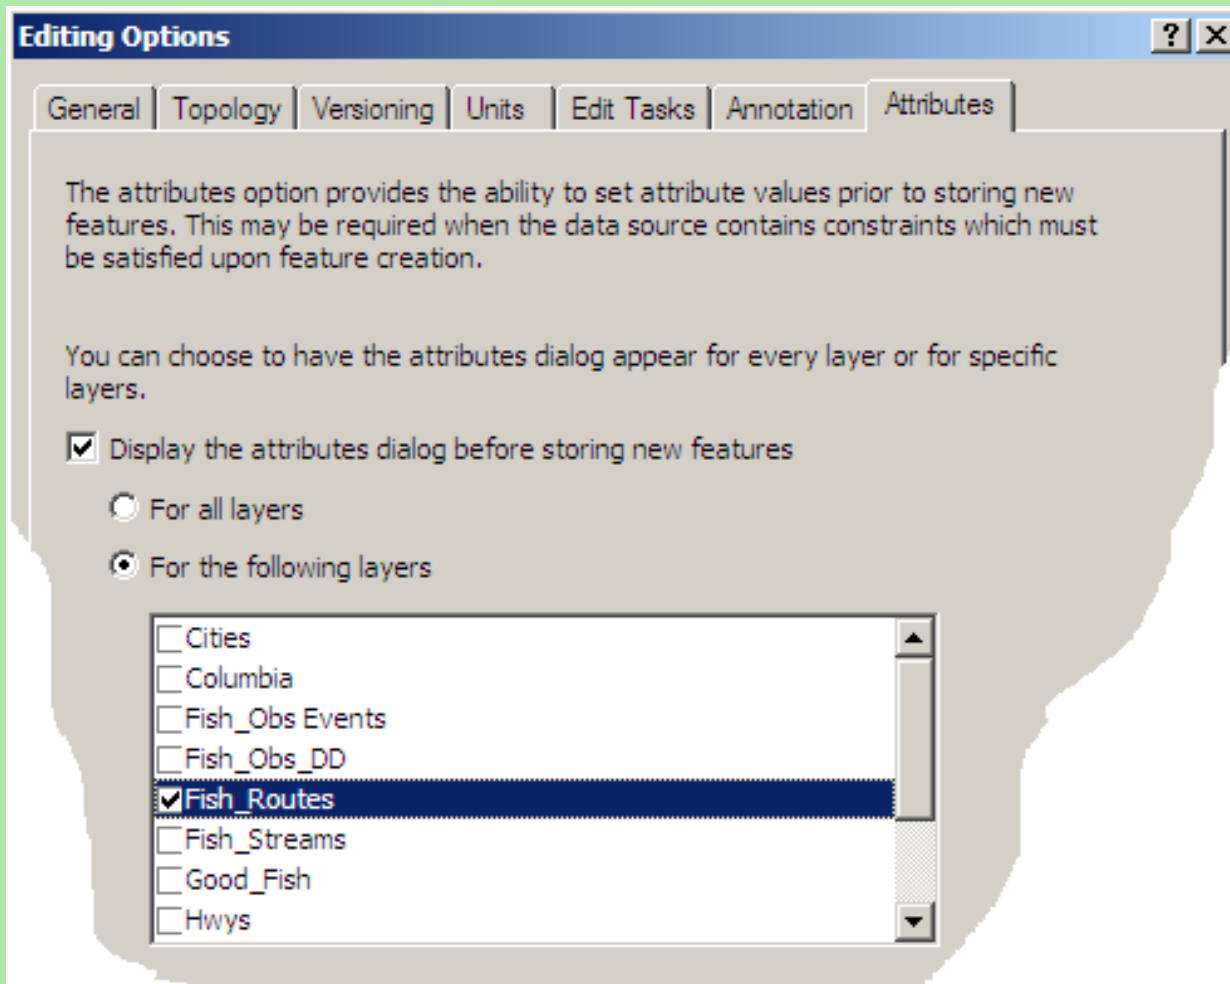 Editing Options
General
Topology
Versioning
Units
Edit Tasks
Annotation
Attributes
The attributes option provides the ability to set attribute values prior to storing new
features. This may be required when the data source contains constraints which must
be satisfied upon feature creation.
You can choose to have the attributes dialog appear for every layer or for specific
layers.
Display the attributes dialog before storing new features
For all layers
For the following layers
Cities
Columbia
Fish_Obs Events
Fish_Obs_DD
Fish_Routes
Fish_Streams
Good_Fish
Hwys